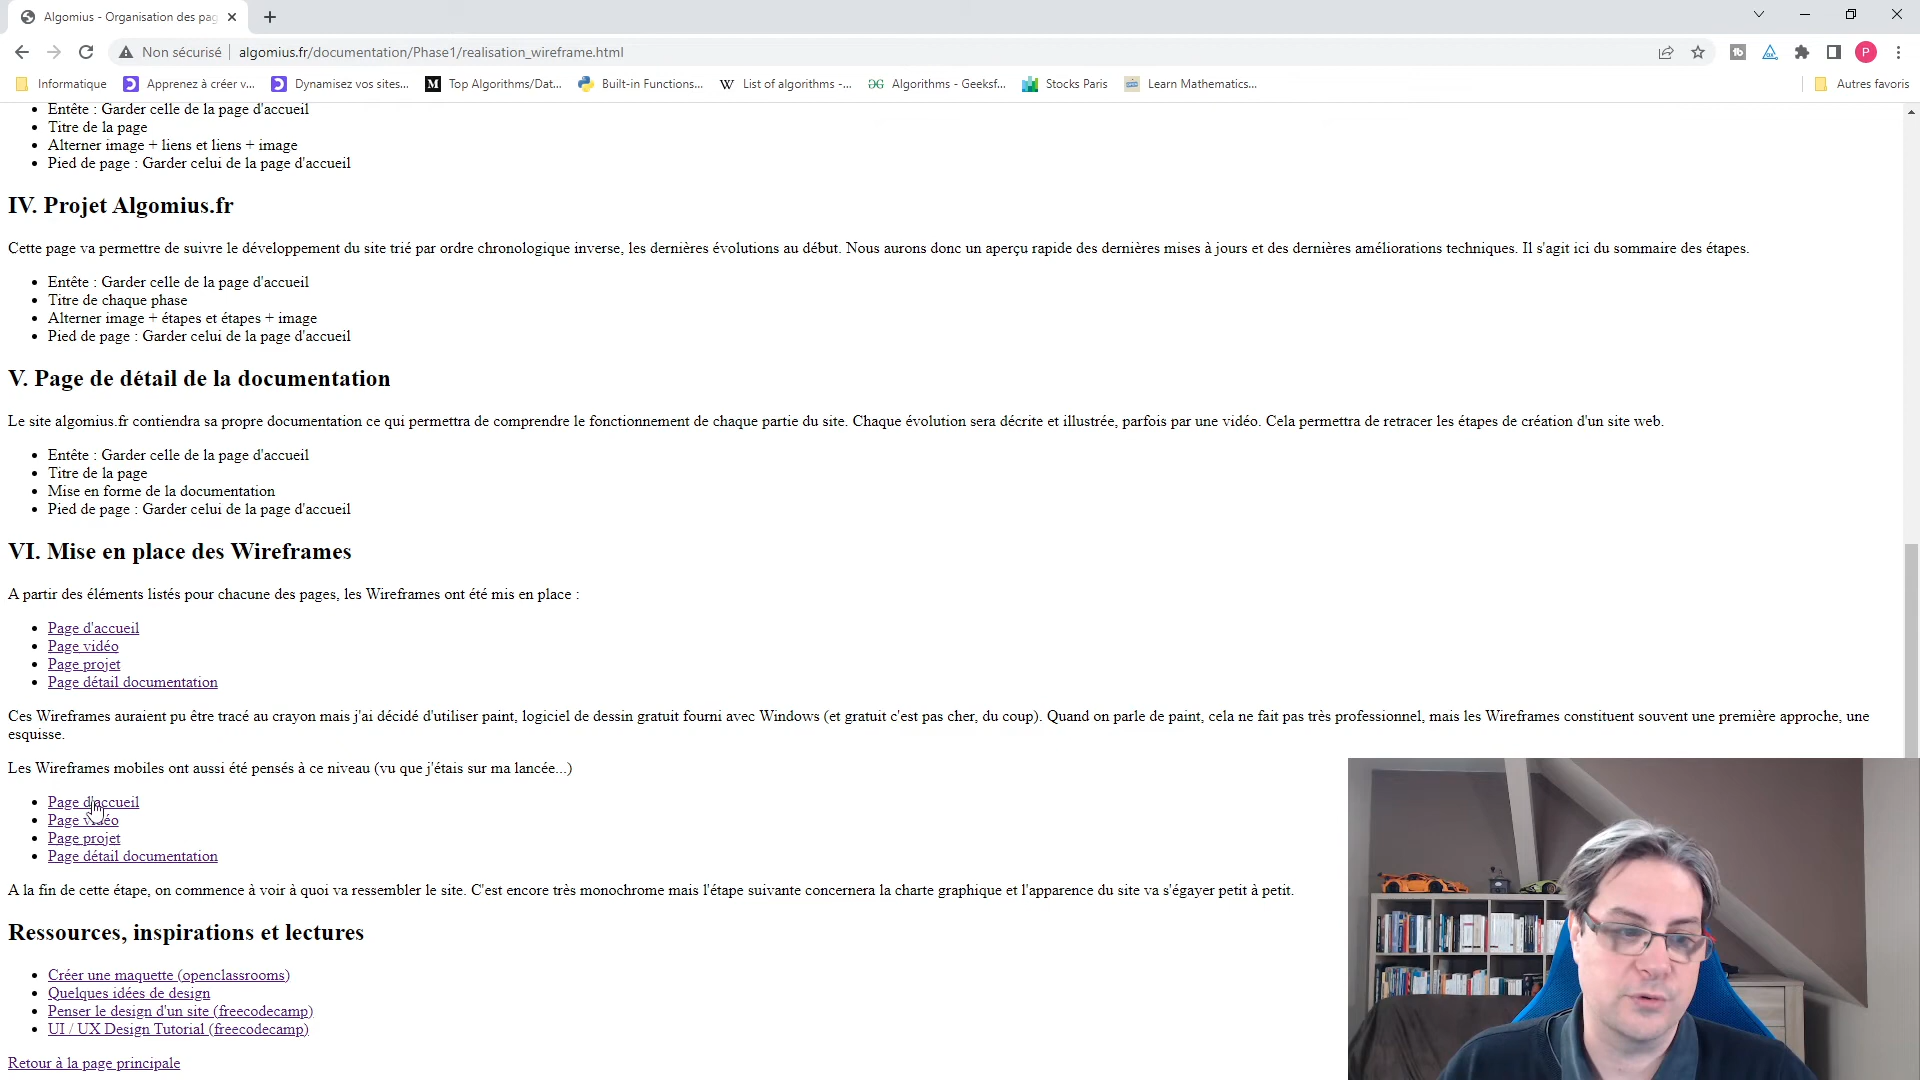 Algomius - Organisation des pag
Non sécurisé
algomius.fr/documentation/Phase1/realisation_wireframe.html
P
Informatique
Apprenez à créer v...
Dynamisez vos sites...
M
Top Algorithms/Dat...
Built-in Functions...
W
List of algorithms -...
Algorithms - Geeksf...
Stocks Paris
Learn Mathematics...
Autres favoris
Entête : Garder celle de la page d'accueil
Titre de la page
Alterner image + liens et liens + image
Pied de page : Garder celui de la page d'accueil
IV. Projet Algomius.fr
Cette page va permettre de suivre le développement du site trié par ordre chronologique inverse, les dernières évolutions au début. Nous aurons donc un aperçu rapide des dernières mises à jours et des dernières améliorations techniques. Il s'agit ici du sommaire des étapes.
Entête : Garder celle de la page d'accueil
Titre de chaque phase
Alterner image + étapes et étapes + image
Pied de page : Garder celui de la page d'accueil
V. Page de détail de la documentation
Le site algomius.fr contiendra sa propre documentation ce qui permettra de comprendre le fonctionnement de chaque partie du site. Chaque évolution sera décrite et illustrée, parfois par une vidéo. Cela permettra de retracer les étapes de création d'un site web.
Entête : Garder celle de la page d'accueil
Titre de la page
Mise en forme de la documentation
Pied de page : Garder celui de la page d'accueil
VI. Mise en place des Wireframes
A partir des éléments listés pour chacune des pages, les Wireframes ont été mis en place :
Page d'accueil
Page vidéo
Page projet
Page détail documentation
Ces Wireframes auraient pu être tracé au crayon mais j'ai décidé d'utiliser paint, logiciel de dessin gratuit fourni avec Windows (et gratuit c'est pas cher, du coup). Quand on parle de paint, cela ne fait pas très professionnel, mais les Wireframes constituent souvent une première approche, une
esquisse.
Les Wireframes mobiles ont aussi été pensés à ce niveau (vu que j'étais sur ma lancée...)
Page d'accueil
Page vidéo
Page projet
Page détail documentation
A la fin de cette étape, on commence à voir à quoi va ressembler le site. C'est encore très monochrome mais l'étape suivante concernera la charte graphique et l'apparence du site va s'égayer petit à petit.
Ressources, inspirations et lectures
Créer une maquette (openclassrooms)
Quelques idées de design
Penser le design d'un site (freecodecamp)
UI / UX Design Tutorial (freecodecamp)
Retour à la page principale